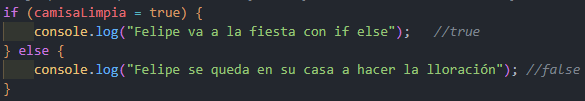 if (camisaLimpia = true) {
    console.log("Felipe va a la fiesta con if else");   //true
} else {
    console.log("Felipe se queda en su casa a hacer la lloración"); //false
}